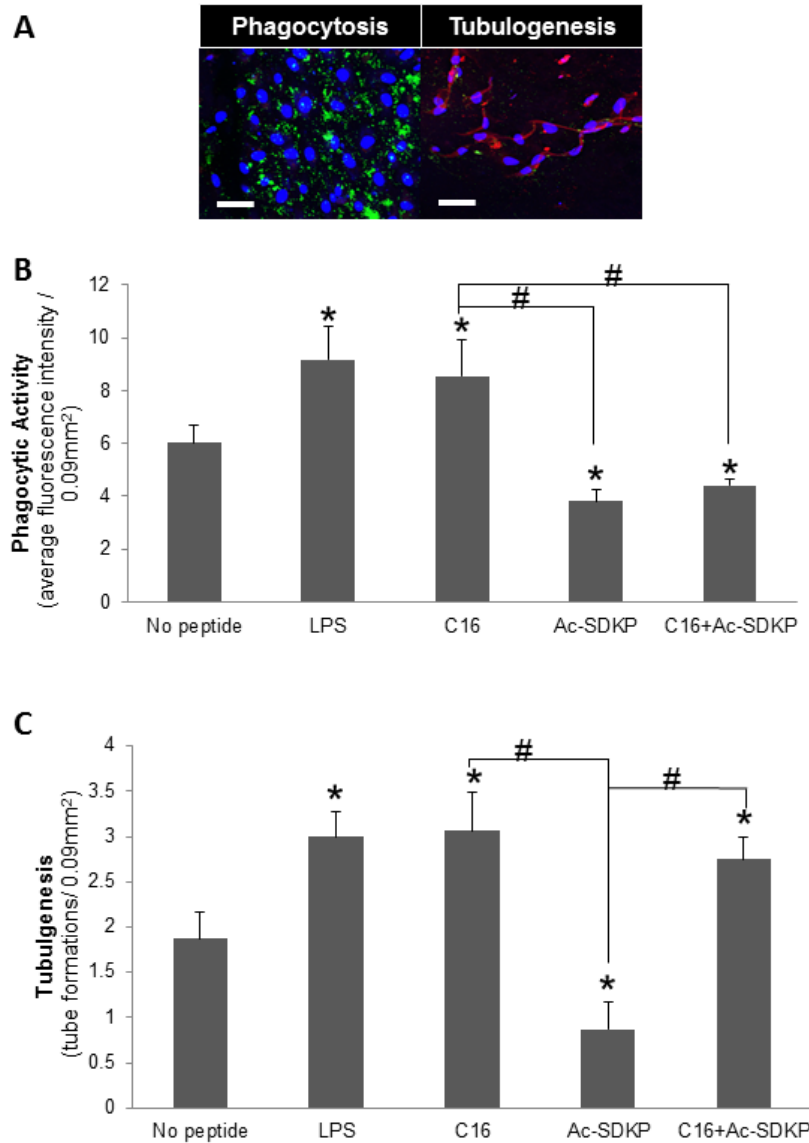 A
Phagocytosis
Tubulogenesis
B
Phagocytic Activity
(average fluorescence intensity /
0.09mm²)
12
10
8
6
4
2
0
*
*
*
*
#
#
No peptide
LPS
C16
Ac-SDKP
C16+Ac-SDKP
C
Tubulgenesis
(tube formations/ 0.09mm²)
4
3.5
3
2.5
2
1.5
1
0.5
0
*
*
*
*
#
#
No peptide
LPS
C16
Ac-SDKP
C16+Ac-SDKP